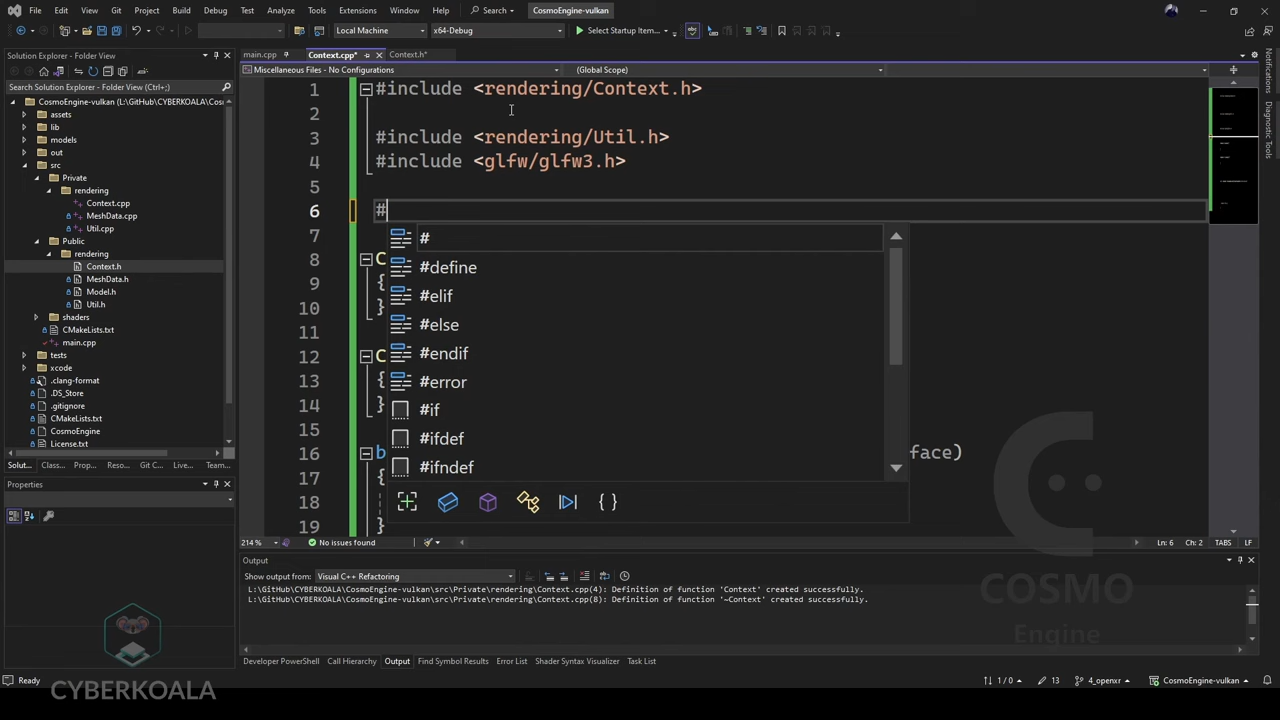 File Edit View Git Project Build Debug Test Analyze Tools Extensions Window Help Search CosmoEngine-vulkan
Local Machine x64-Debug Select Startup Item...
Solution Explorer - Folder View
Search Solution Explorer - Folder View
CosmoEngine-vulkan (L:\GitHub\CYBERKOALA\Cosm
assets
lib
models
out
src
Private
rendering
Context.cpp
MeshData.cpp
Util.cpp
Public
rendering
Context.h
MeshData.h
Model.h
Util.h
shaders
CMakeLists.txt
main.cpp
tests
xcode
.clang-format
.DS_Store
.gitignore
CMakeLists.txt
CosmoEngine
License.txt
Solut... Class... Prop... Reso... Git C... Live... Team...
Properties
main.cpp Context.cpp* Context.h*
Miscellaneous Files - No Configurations (Global Scope)
1 #include <rendering/Context.h>
2
3 #include <rendering/Util.h>
4 #include <glfw/glfw3.h>
5
6 #
7
8 C
9 {
10 }
11
12 C
13 {
14 }
15
16 b face)
17 {
18
19 }
#
#define
#elif
#else
#endif
#error
#if
#ifdef
#ifndef
214 % No issues found Ln: 6 Ch: 2 TABS LF
Output
Show output from: Visual C++ Refactoring
L:\GitHub\CYBERKOALA\CosmoEngine-vulkan\src\Private\rendering\Context.cpp(4): Definition of function 'Context' created successfully.
L:\GitHub\CYBERKOALA\CosmoEngine-vulkan\src\Private\rendering\Context.cpp(8): Definition of function '~Context' created successfully.
Developer PowerShell Call Hierarchy Output Find Symbol Results Error List Shader Syntax Visualizer Task List
Ready 1 / 0 13 4_openxr CosmoEngine-vulkan
Notifications
Diagnostic Tools
COSMO
Engine
CYBERKOALA